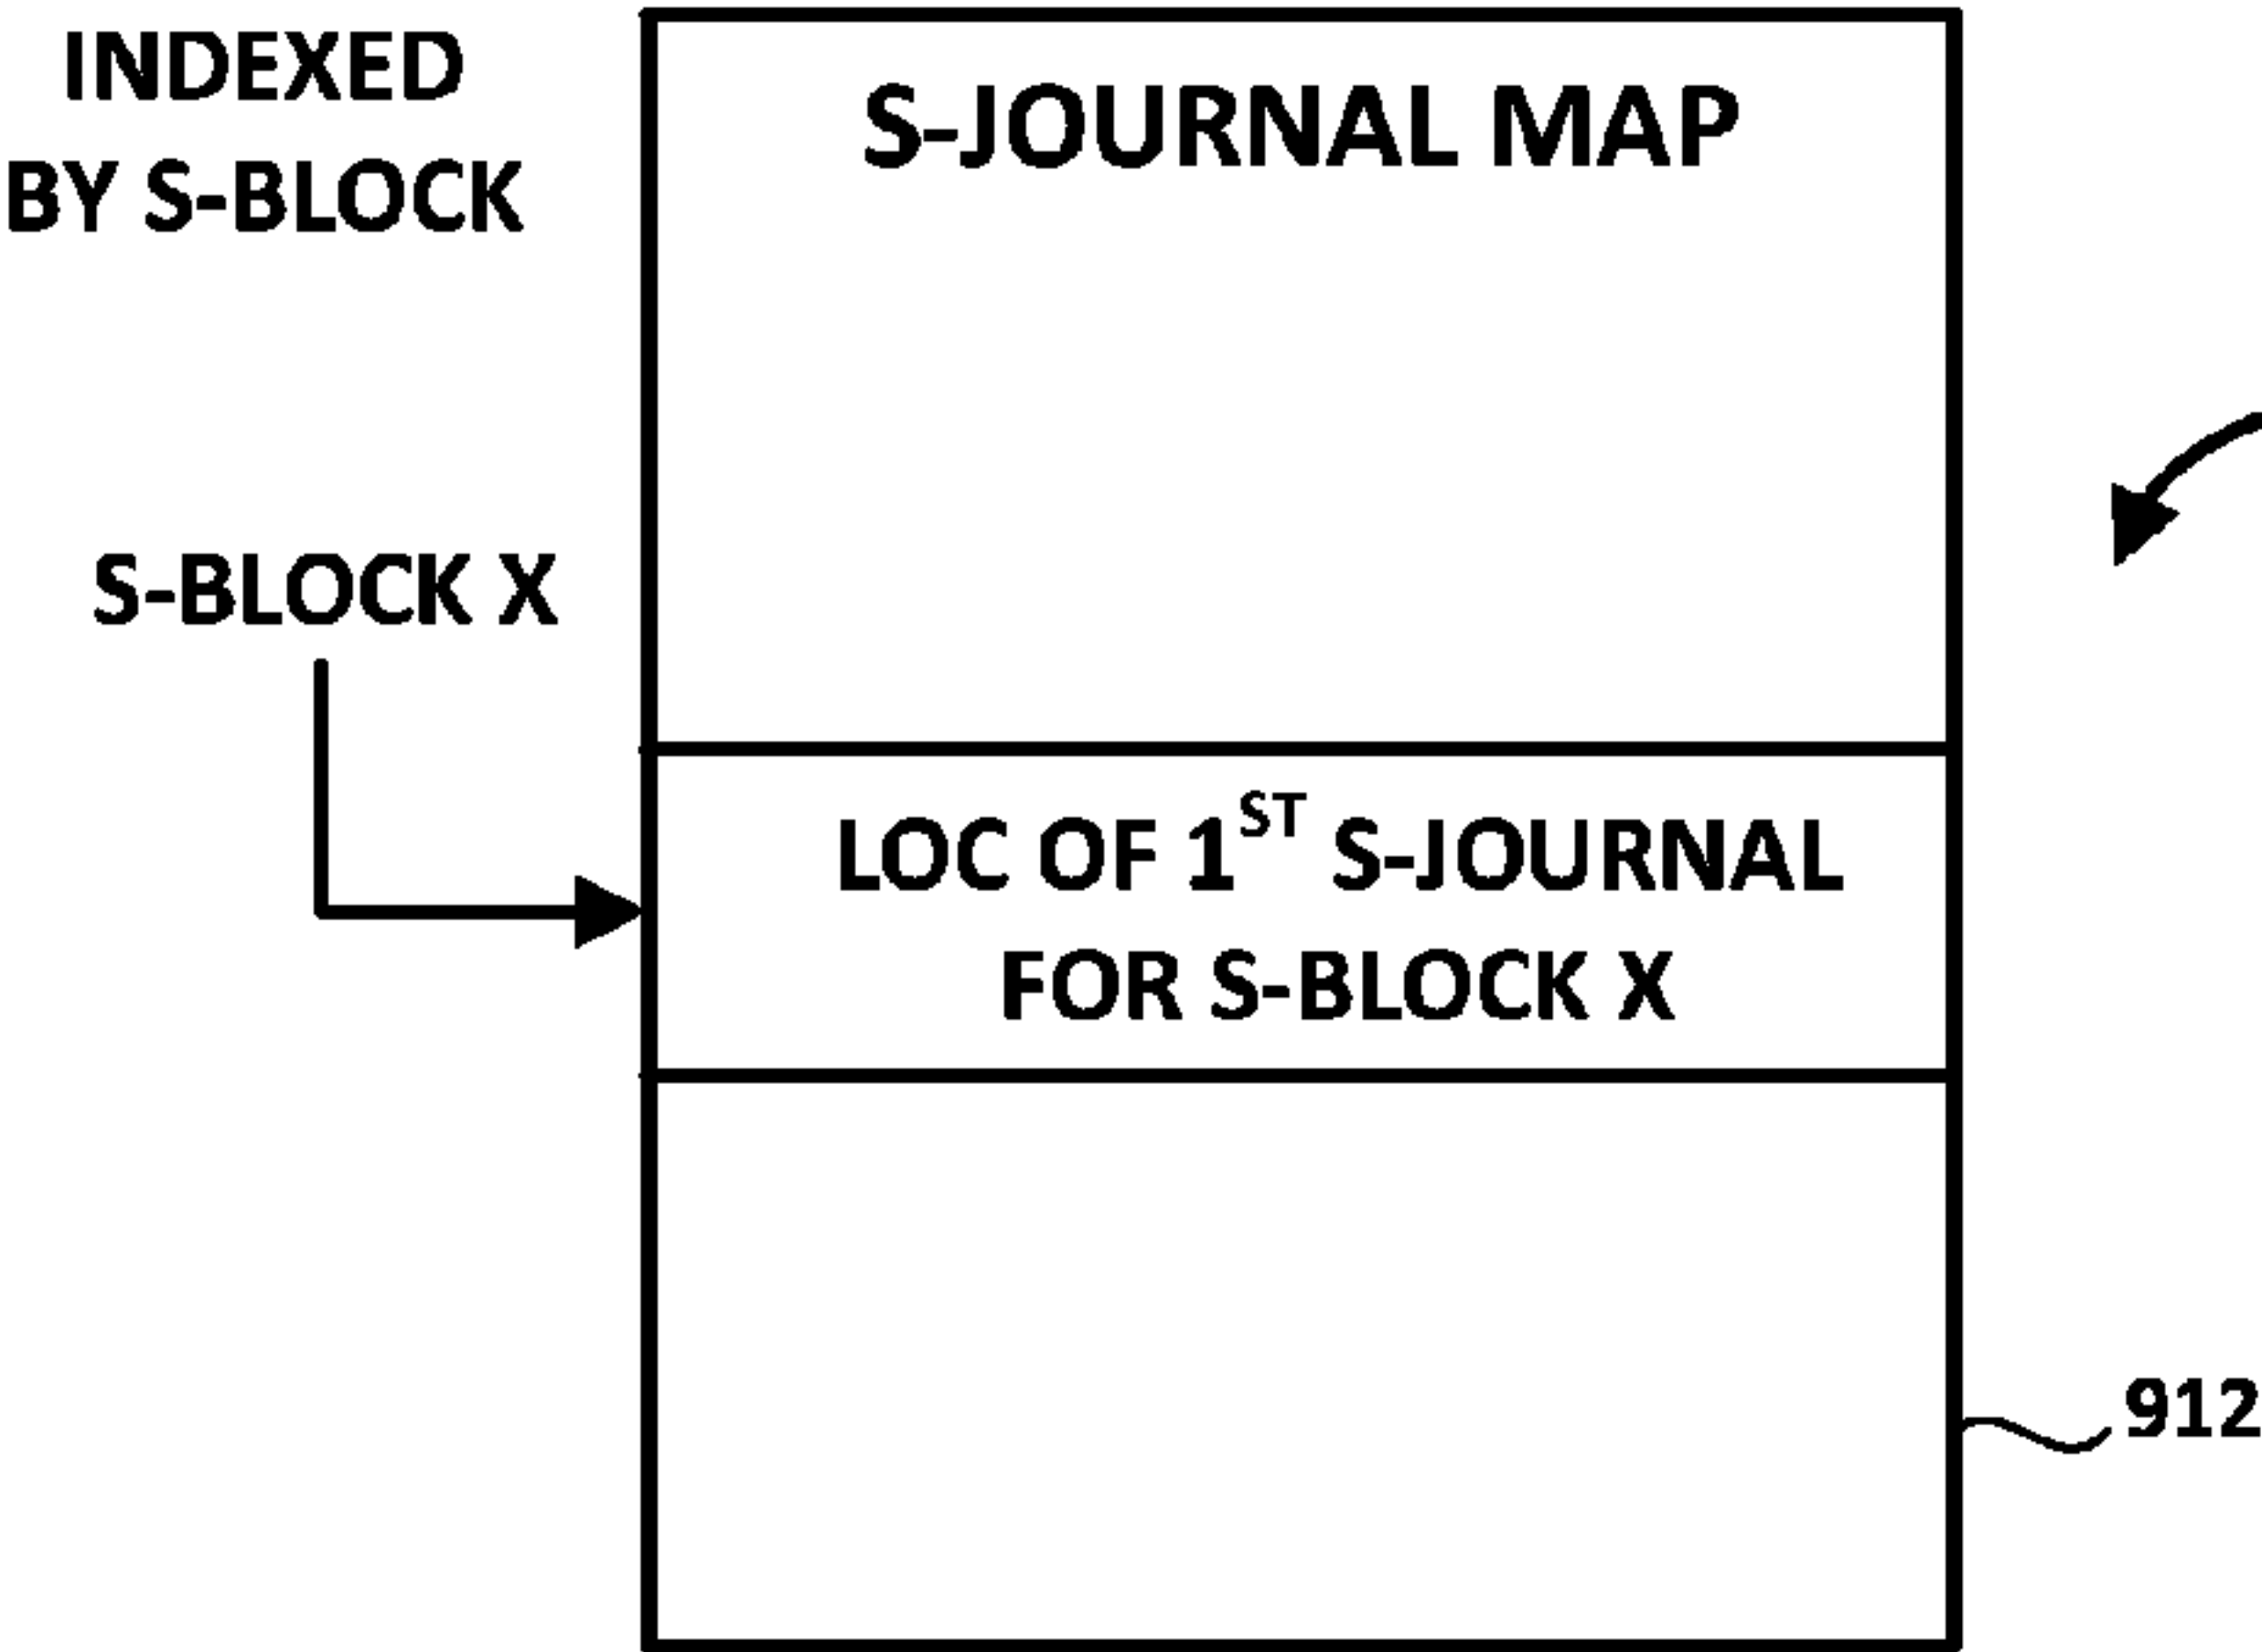 INDEXED
BY S-BLOCK
S-JOURNAL MAP
S-BLOCK X
LOC OF 1ST S-JOURNAL
FOR S-BLOCK X
912